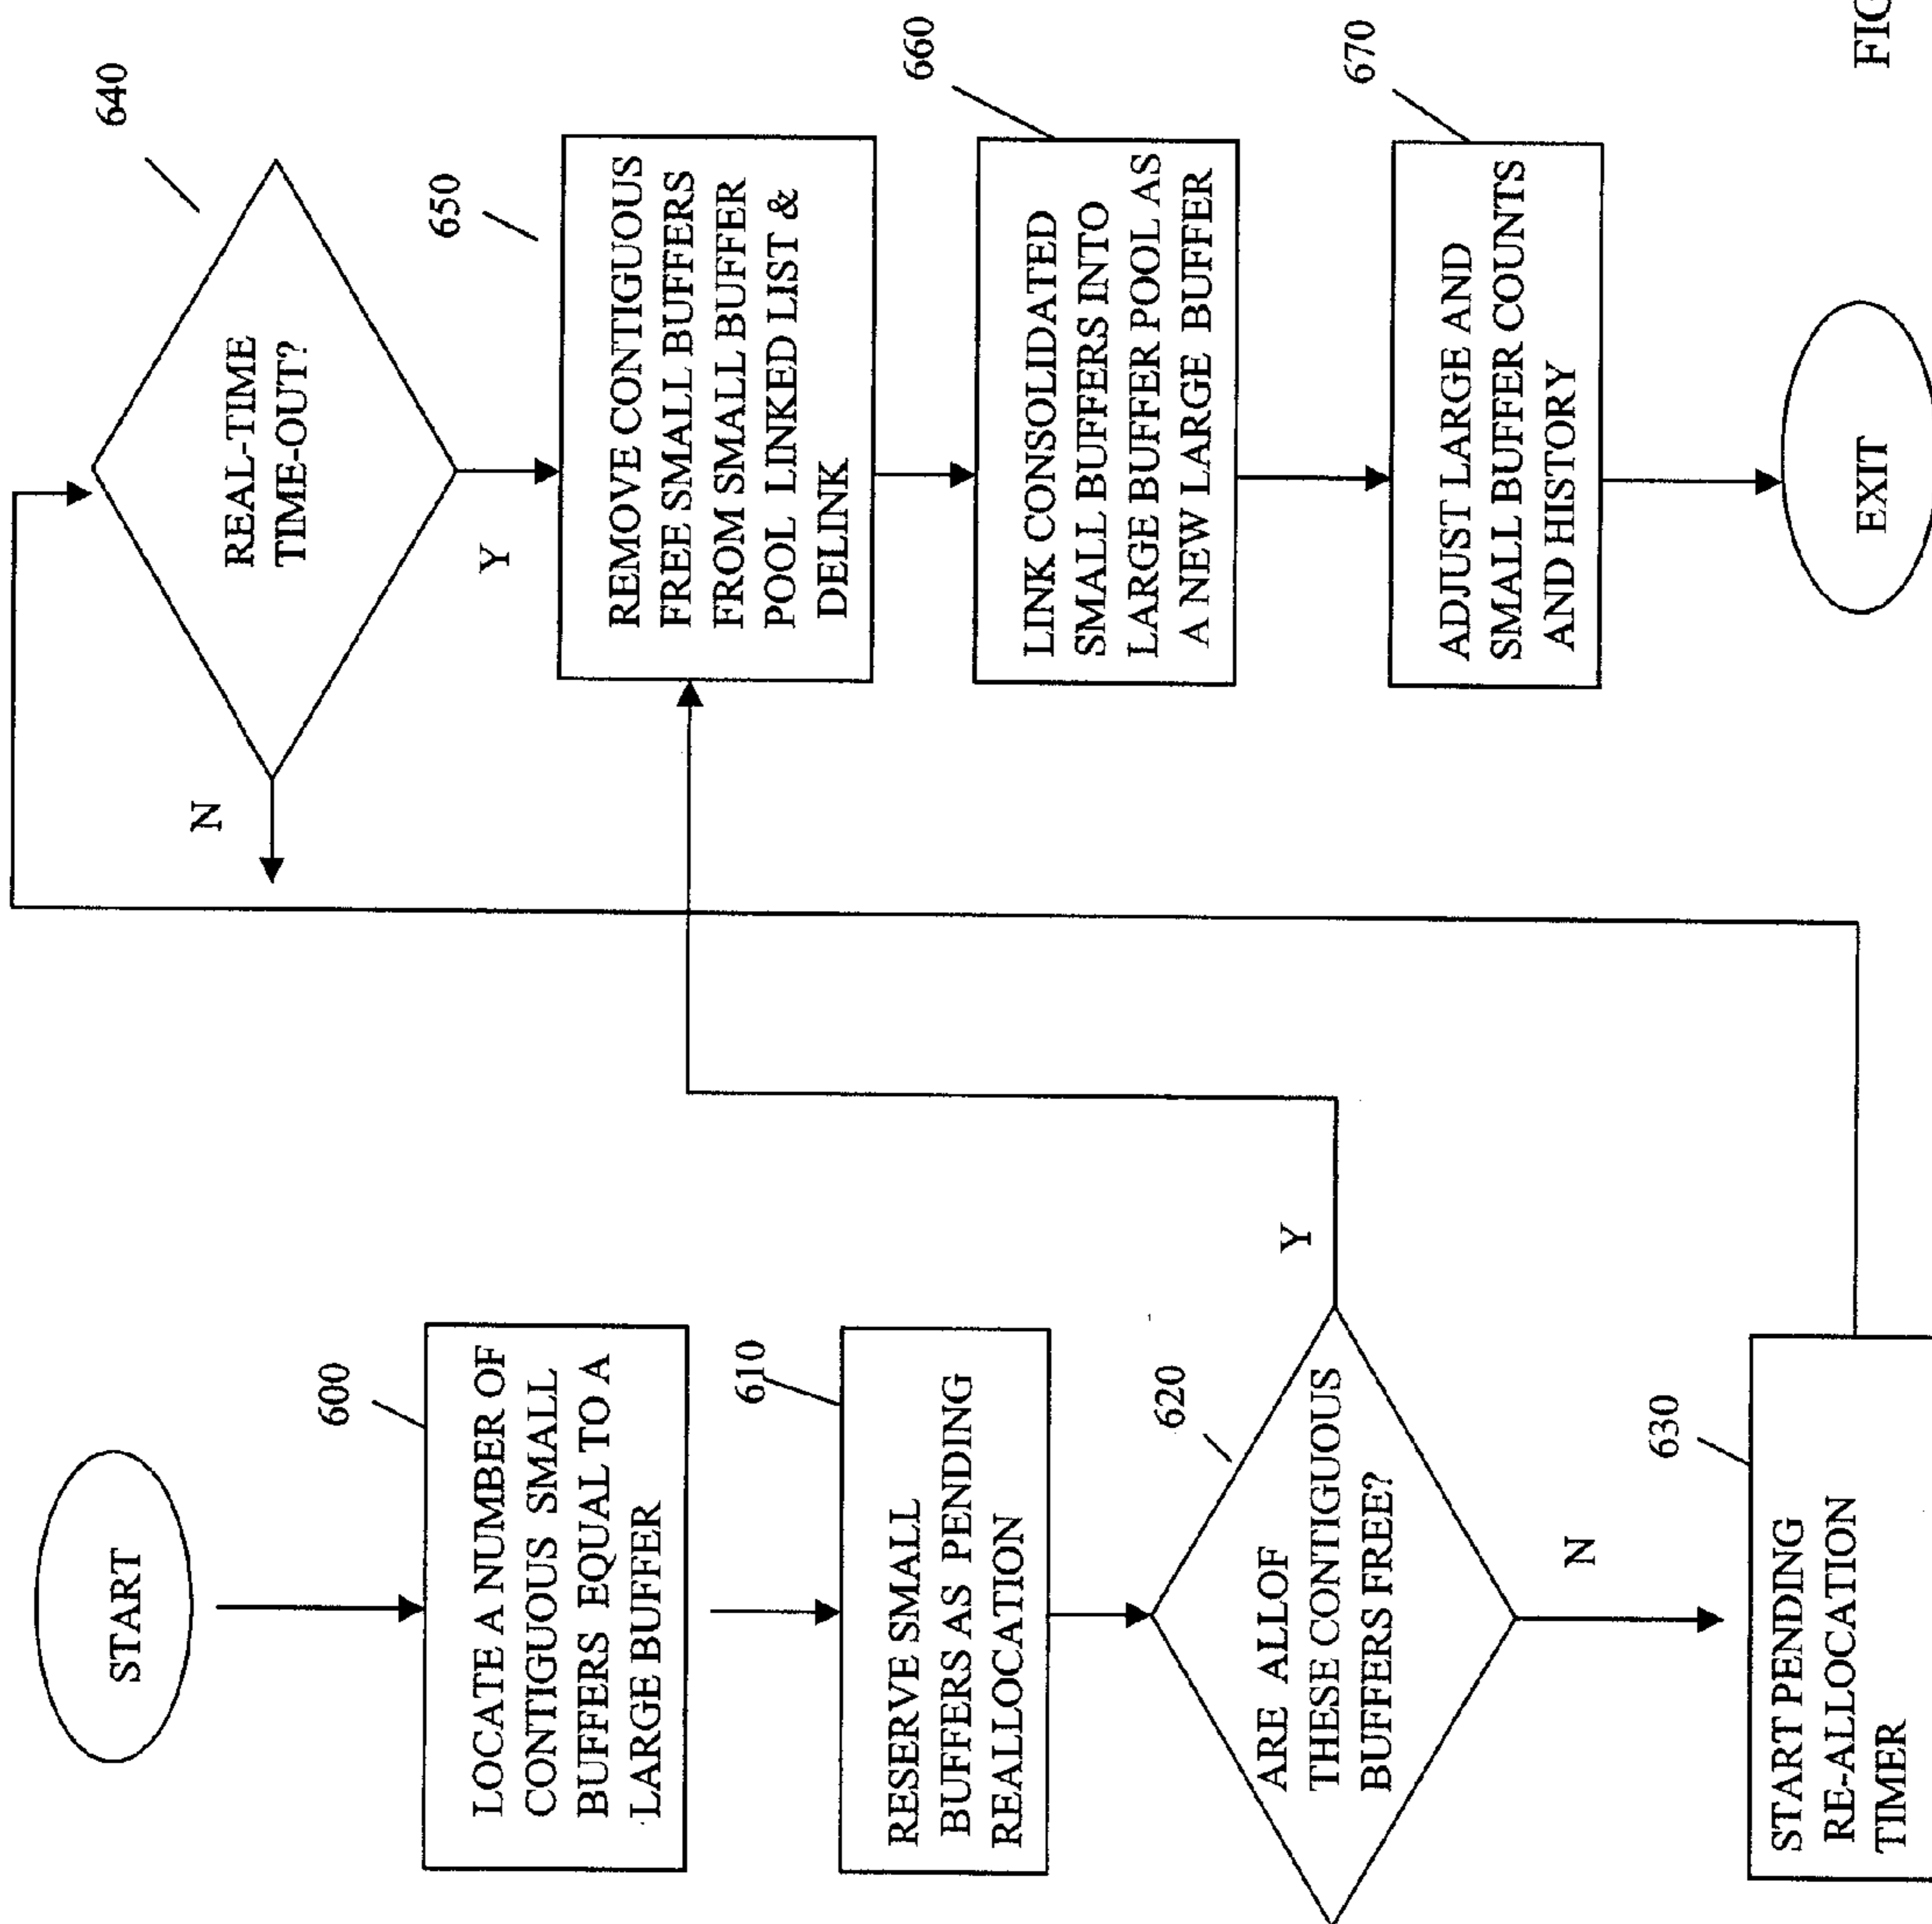 START
600
LOCATE A NUMBER OF
CONTIGUOUS SMALL
BUFFERS EQUAL TO A
LARGE BUFFER
610
RESERVE SMALL
BUFFERS AS PENDING
REALLOCATION
620
ARE ALLOF
THESE CONTIGUOUS
BUFFERS FREE?
Y
N
630
START PENDING
RE-ALLOCATION
TIMER
640
REAL-TIME
TIME-OUT?
N
Y
650
REMOVE CONTIGUOUS
FREE SMALL BUFFERS
FROM SMALL BUFFER
POOL LINKED LIST &
DELINK
660
LINK CONSOLIDATED
SMALL BUFFERS INTO
LARGE BUFFER POOL AS
A NEW LARGE BUFFER
670
ADJUST LARGE AND
SMALL BUFFER COUNTS
AND HISTORY
EXIT